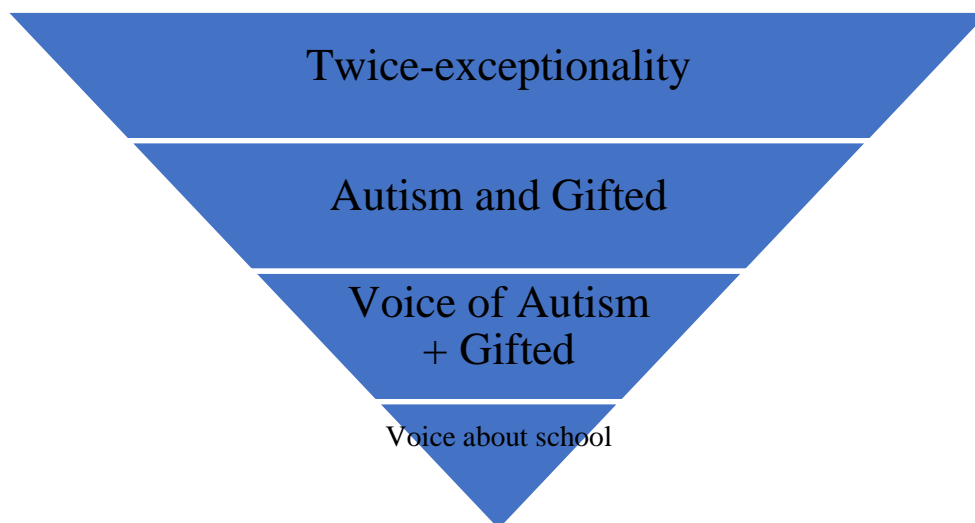 Twice-exceptionality
Autism and Gifted
Voice of Autism
+ Gifted
Voice about school